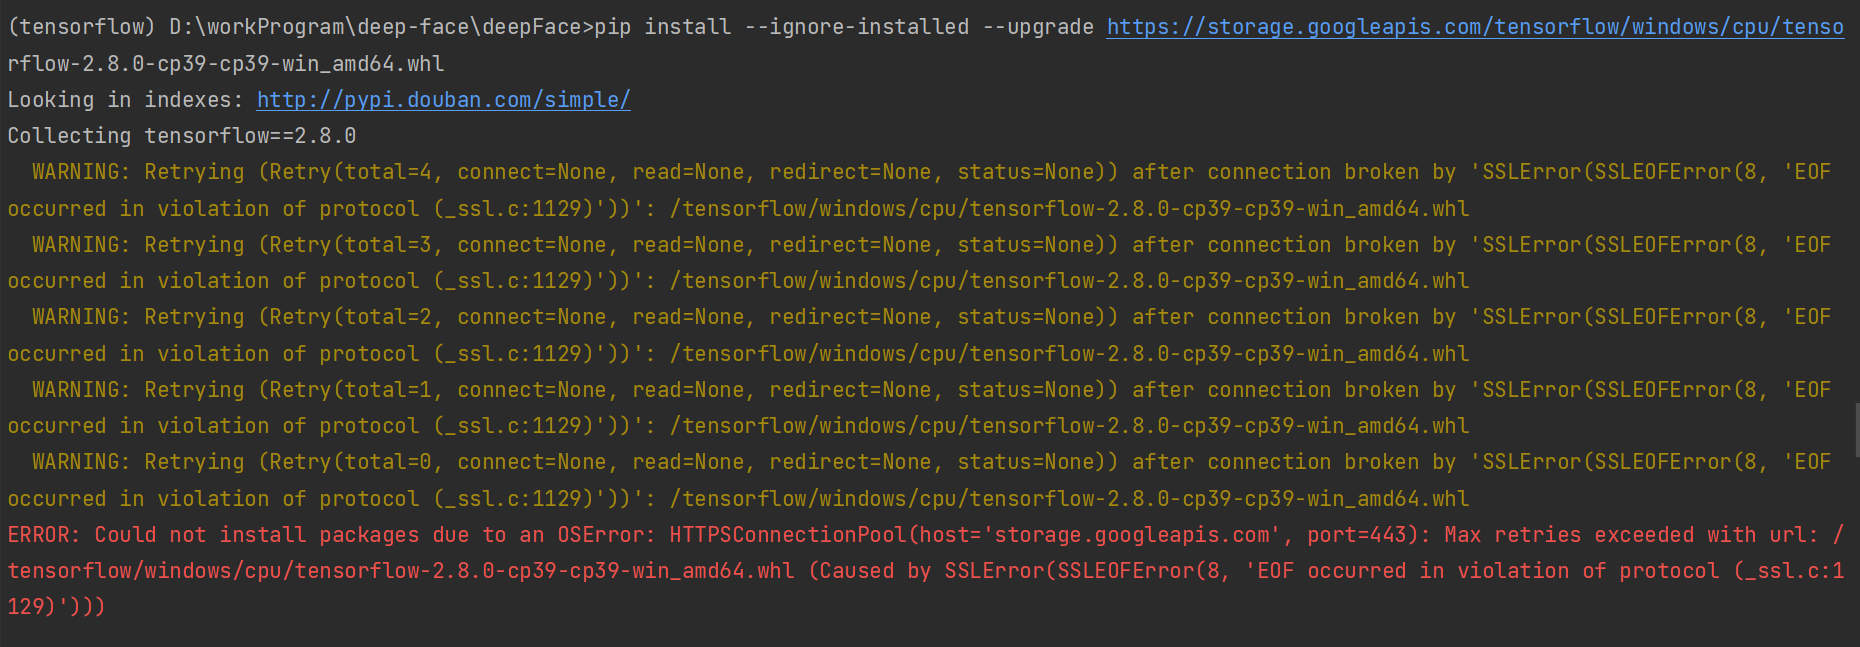 (tensorflow) D:\workProgram\deep-face\deepFace>pip install --ignore-installed --upgrade https://storage.googleapis.com/tensorflow/windows/cpu/tenso
rflow-2.8.0-cp39-cp39-win_amd64.whl
Looking in indexes: http://pypi.douban.com/simple/
Collecting tensorflow==2.8.0
  WARNING: Retrying (Retry(total=4, connect=None, read=None, redirect=None, status=None)) after connection broken by 'SSLError(SSLEOFError(8, 'EOF
occurred in violation of protocol (_ssl.c:1129)'))': /tensorflow/windows/cpu/tensorflow-2.8.0-cp39-cp39-win_amd64.whl
  WARNING: Retrying (Retry(total=3, connect=None, read=None, redirect=None, status=None)) after connection broken by 'SSLError(SSLEOFError(8, 'EOF
occurred in violation of protocol (_ssl.c:1129)'))': /tensorflow/windows/cpu/tensorflow-2.8.0-cp39-cp39-win_amd64.whl
  WARNING: Retrying (Retry(total=2, connect=None, read=None, redirect=None, status=None)) after connection broken by 'SSLError(SSLEOFError(8, 'EOF
occurred in violation of protocol (_ssl.c:1129)'))': /tensorflow/windows/cpu/tensorflow-2.8.0-cp39-cp39-win_amd64.whl
  WARNING: Retrying (Retry(total=1, connect=None, read=None, redirect=None, status=None)) after connection broken by 'SSLError(SSLEOFError(8, 'EOF
occurred in violation of protocol (_ssl.c:1129)'))': /tensorflow/windows/cpu/tensorflow-2.8.0-cp39-cp39-win_amd64.whl
  WARNING: Retrying (Retry(total=0, connect=None, read=None, redirect=None, status=None)) after connection broken by 'SSLError(SSLEOFError(8, 'EOF
occurred in violation of protocol (_ssl.c:1129)'))': /tensorflow/windows/cpu/tensorflow-2.8.0-cp39-cp39-win_amd64.whl
ERROR: Could not install packages due to an OSError: HTTPSConnectionPool(host='storage.googleapis.com', port=443): Max retries exceeded with url: /
tensorflow/windows/cpu/tensorflow-2.8.0-cp39-cp39-win_amd64.whl (Caused by SSLError(SSLEOFError(8, 'EOF occurred in violation of protocol (_ssl.c:1
129)')))